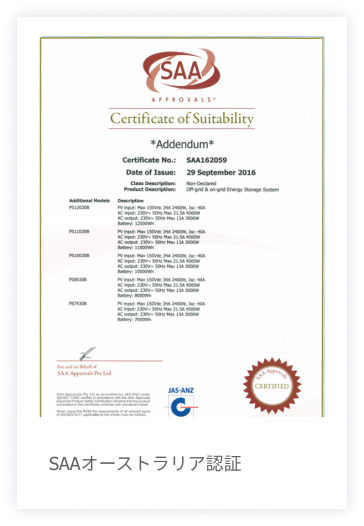 SAA
APPROVALS
Certificate of Suitability
*Addendum*
Certificate No.: SAA162059
Date of Issue: 29 September 2016
Class Description: Non-Declared
Product Description: Off-grid & on-grid Energy Storage System
Additional Models Description
PS12030B PV input: Max 150Vdc 34A 2400W, Isc: 40A
AC input: 230V~ 50Hz Max 21.5A 4500W
AC output: 230V~ 50Hz Max 13A 3000W
Battery: 12000Wh
PS11030B PV input: Max 150Vdc 34A 2400W, Isc: 40A
AC input: 230V~ 50Hz Max 21.5A 4500W
AC output: 230V~ 50Hz Max 13A 3000W
Battery: 11000Wh
PS10030B PV input: Max 150Vdc 34A 2400W, Isc: 40A
AC input: 230V~ 50Hz Max 21.5A 4500W
AC output: 230V~ 50Hz Max 13A 3000W
Battery: 10000Wh
PS8030B PV input: Max 150Vdc 34A 2400W, Isc: 40A
AC input: 230V~ 50Hz Max 21.5A 4500W
AC output: 230V~ 50Hz Max 13A 3000W
Battery: 8000Wh
PS7530B PV input: Max 150Vdc 34A 2400W, Isc: 40A
AC input: 230V~ 50Hz Max 21.5A 4500W
AC output: 230V~ 50Hz Max 13A 3000W
Battery: 7000Wh
For and on Behalf of
SAA Approvals Pty Ltd
SAA Approvals
CERTIFIED
JAS-ANZ
SAAオーストラリア認証